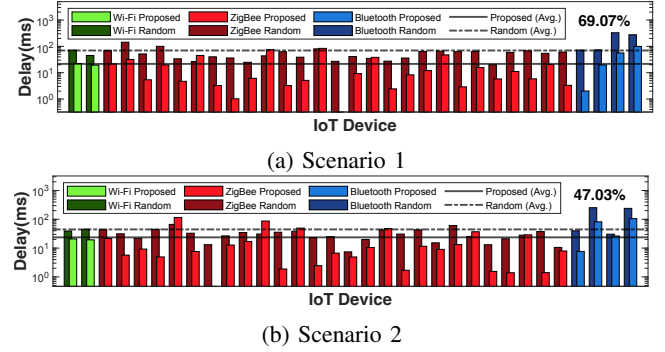 Delay(ms)
10³
10²
10¹
10⁰
Wi-Fi Proposed ZigBee Proposed Bluetooth Proposed Proposed (Avg.)
Wi-Fi Random ZigBee Random Bluetooth Random Random (Avg.)
69.07%
IoT Device
(a) Scenario 1
Delay(ms)
10³
10²
10¹
10⁰
Wi-Fi Proposed ZigBee Proposed Bluetooth Proposed Proposed (Avg.)
Wi-Fi Random ZigBee Random Bluetooth Random Random (Avg.)
47.03%
IoT Device
(b) Scenario 2